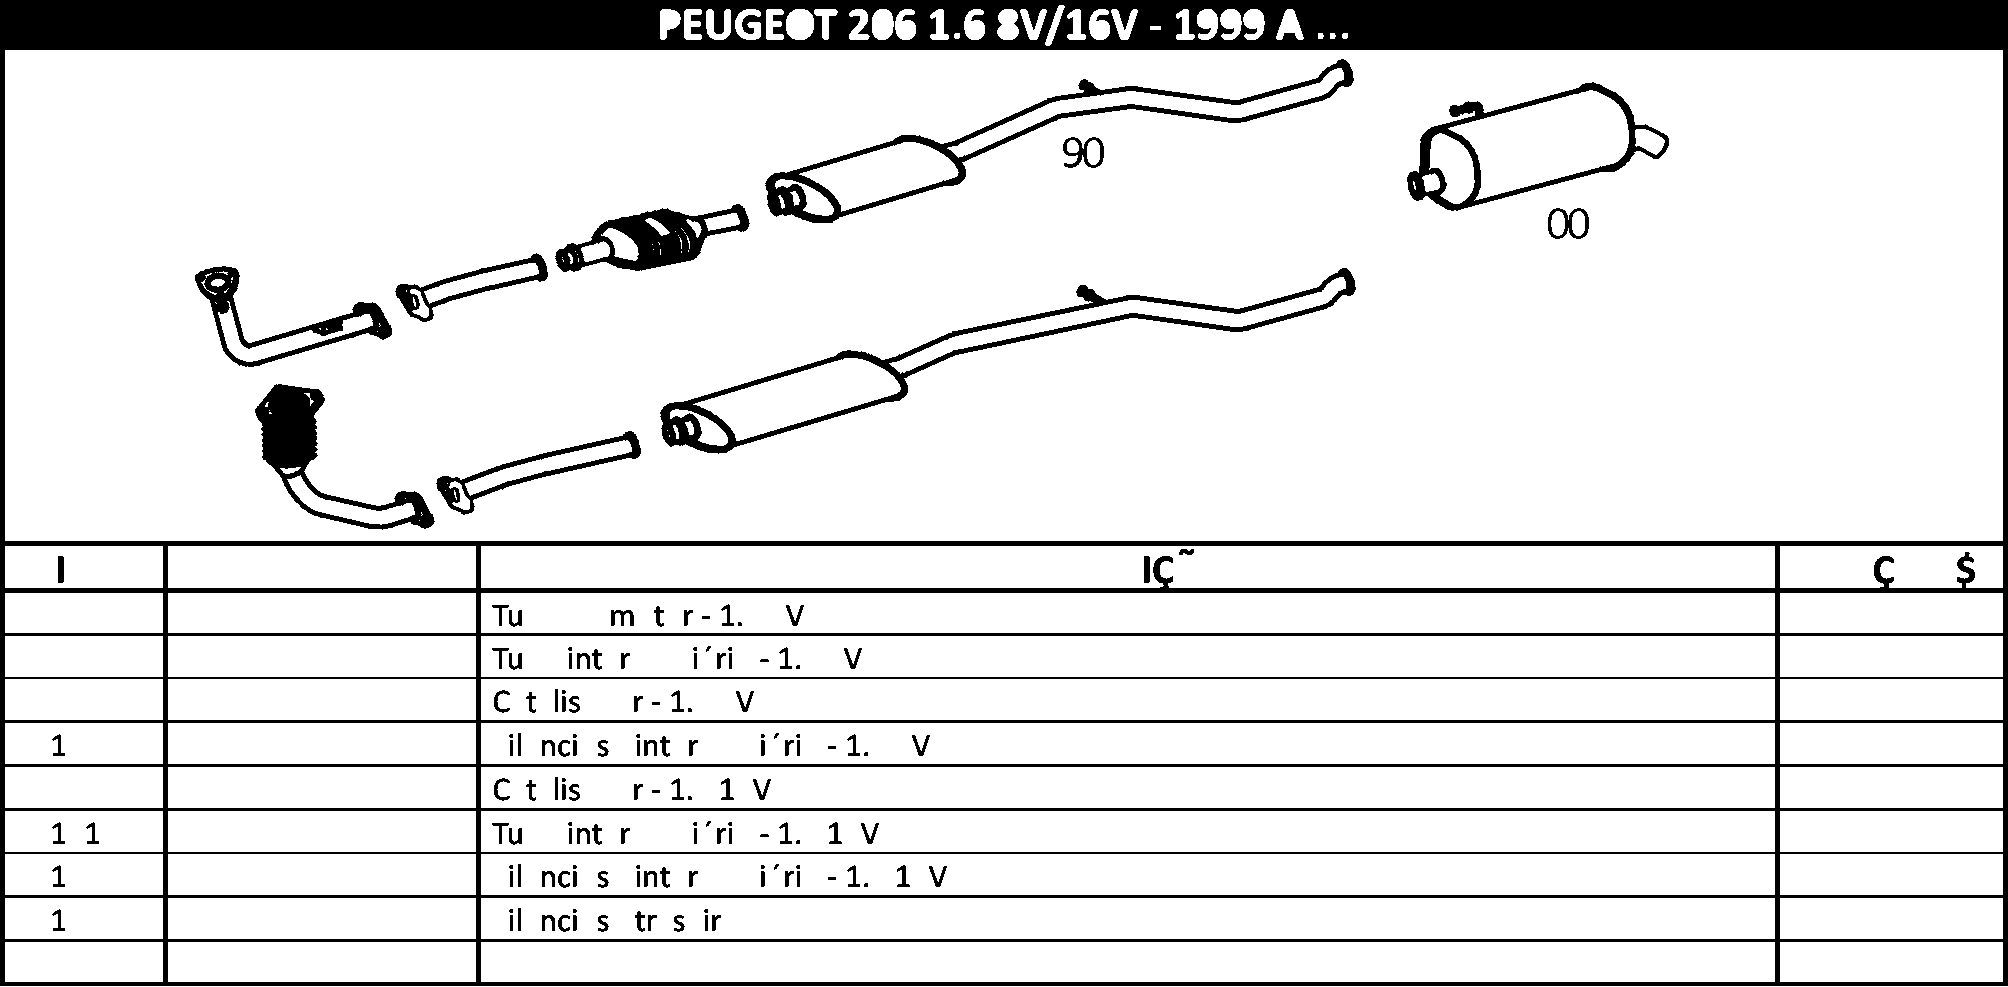 PEUGEOT 206 1.6 8V/16V - 1999 A ...
90
00
I IÇ˜ Ç $
Tu m t r - 1. V
Tu int r i´ri - 1. V
C t lis r - 1. V
1 il nci s int r i´ri - 1. V
C t lis r - 1. 1 V
1 1 Tu int r i´ri - 1. 1 V
1 il nci s int r i´ri - 1. 1 V
1 il nci s tr s ir